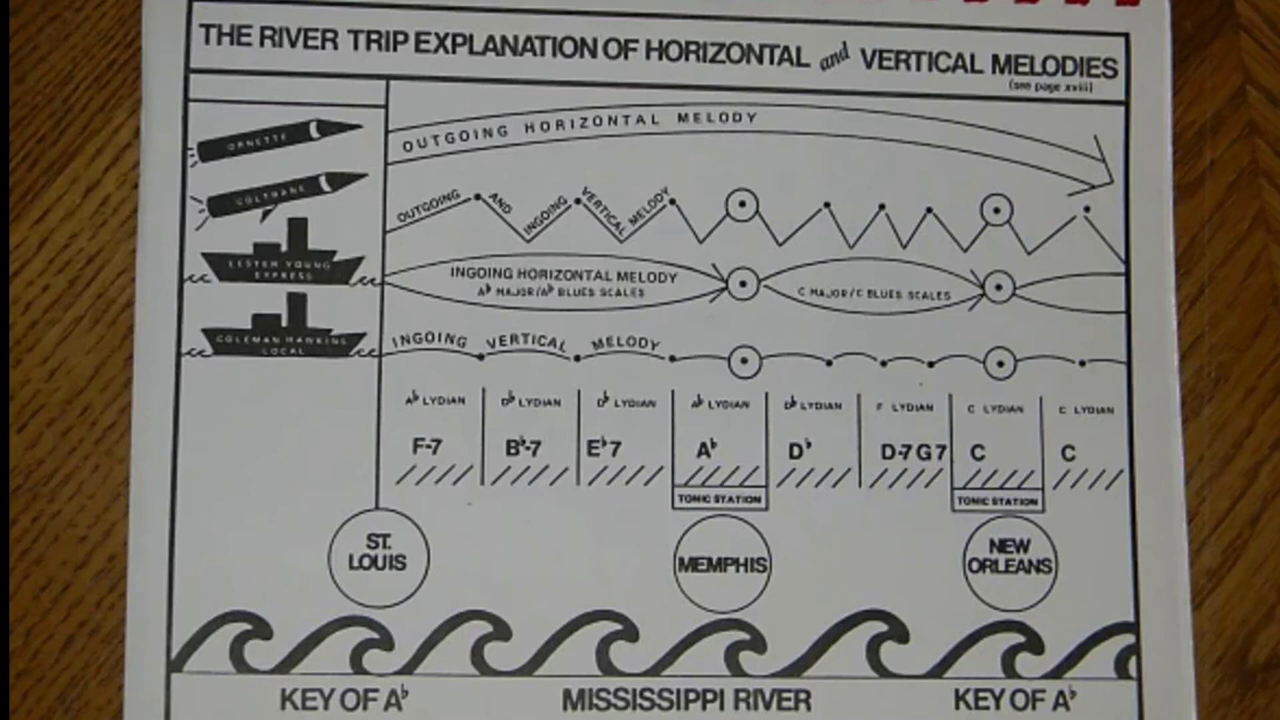 THE RIVER TRIP EXPLANATION OF HORIZONTAL and VERTICAL MELODIES
(see page xviii)
ORNETTE
OUTGOING HORIZONTAL MELODY
COLTRANE
OUTGOING AND INGOING VERTICAL MELODY
LESTER YOUNG
EXPRESS
INGOING HORIZONTAL MELODY
A♭ MAJOR/A♭ BLUES SCALES
C MAJOR/C BLUES SCALES
COLEMAN HAWKINS
LOCAL
INGOING VERTICAL MELODY
A♭ LYDIAN D♭ LYDIAN D♭ LYDIAN A♭ LYDIAN D♭ LYDIAN F LYDIAN C LYDIAN C LYDIAN
F-7 B♭-7 E♭7 A♭ D♭ D-7 G7 C C
TONIC STATION TONIC STATION
ST.
LOUIS
MEMPHIS
NEW
ORLEANS
KEY OF A♭ MISSISSIPPI RIVER KEY OF A♭